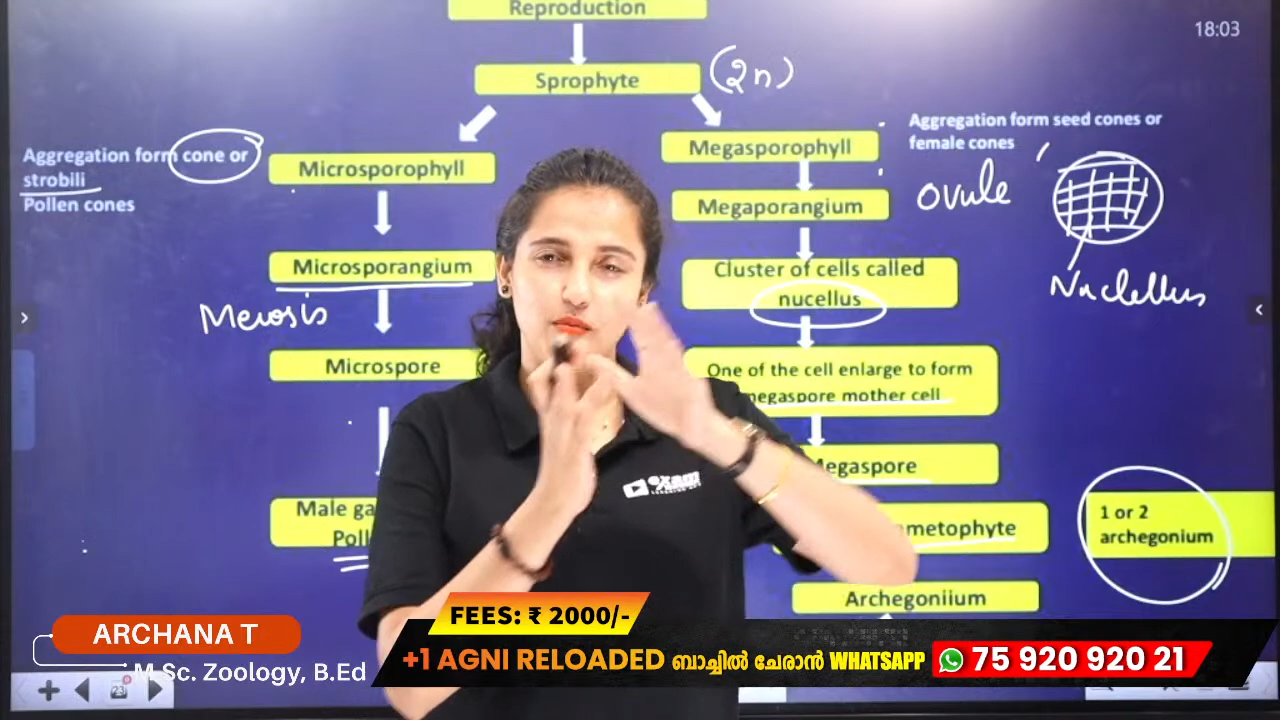 Reproduction
18:03
Sprophyte
(2n)
Aggregation form cone or
strobili
Pollen cones
Microsporophyll
Megasporophyll
Aggregation form seed cones or
female cones
Megaporangium
ovule
Microsporangium
Cluster of cells called
nucellus
Nucellus
Meiosis
Microspore
One of the cell enlarge to form
megaspore mother cell
Megaspore
Male
1 or 2
archegonium
Archegoniium
FEES: ₹ 2000/-
ARCHANA T
M Sc. Zoology, B.Ed
+1 AGNI RELOADED ബാച്ചിൽ ചേരാൻ WHATSAPP 75 920 920 21
exam